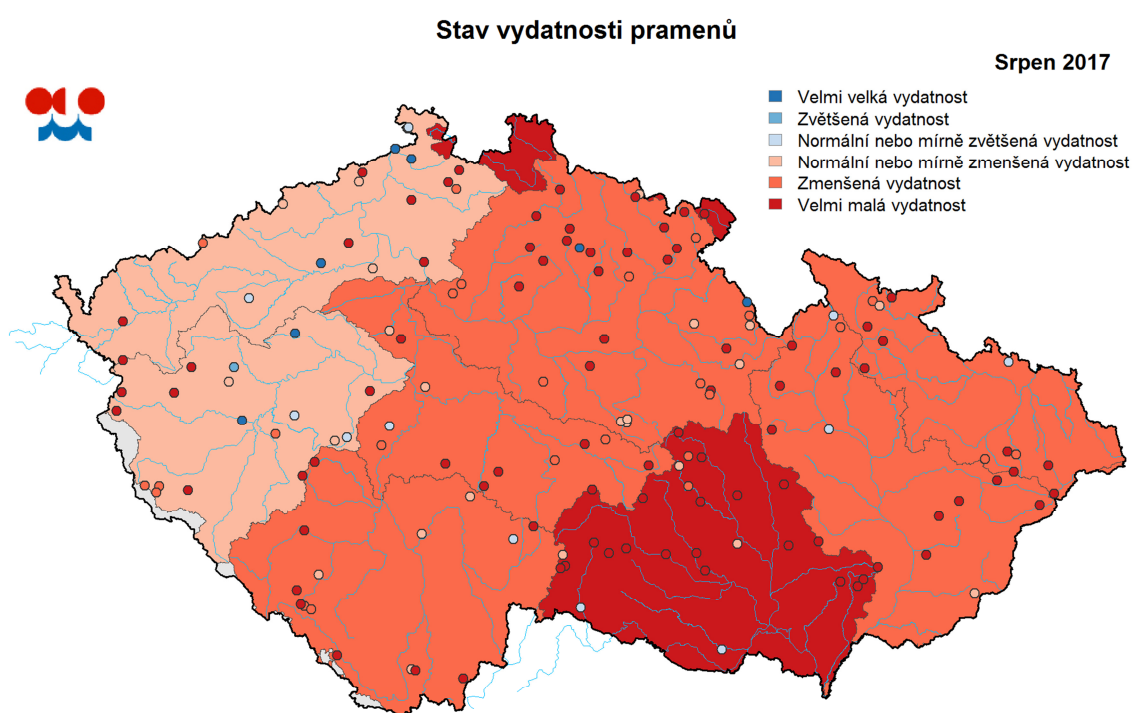 Stav vydatnosti pramenů
Srpen 2017
Velmi velká vydatnost
Zvětšená vydatnost
Normální nebo mírně zvětšená vydatnost
Normální nebo mírně zmenšená vydatnost
Zmenšená vydatnost
Velmi malá vydatnost